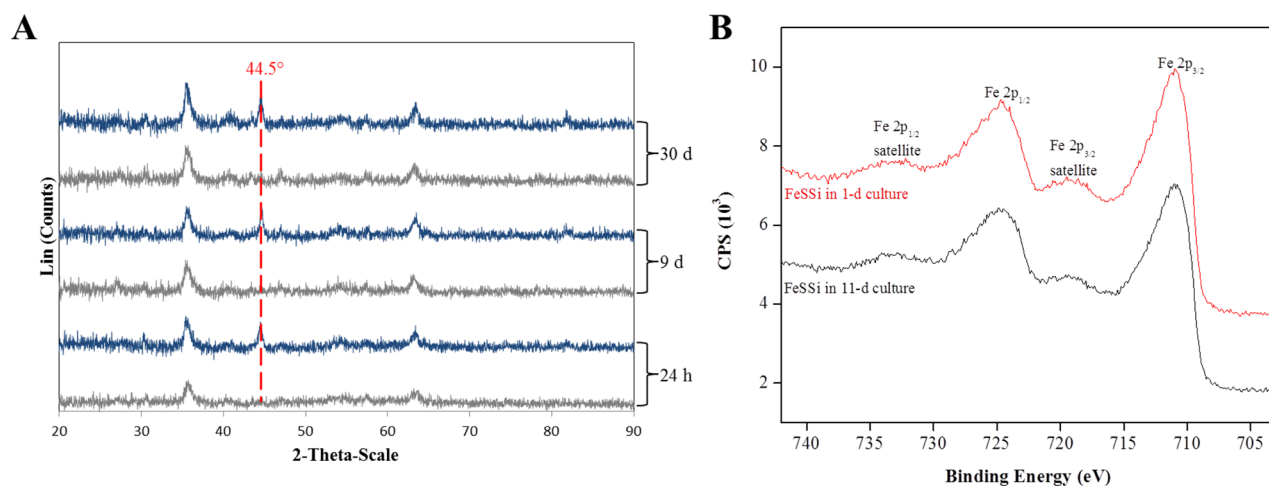 A
44.5°
30 d
9 d
24 h
Lin (Counts)
20 30 40 50 60 70 80 90
2-Theta-Scale
B
Fe 2p3/2
Fe 2p1/2
Fe 2p1/2
satellite
Fe 2p3/2
satellite
FeSSi in 1-d culture
FeSSi in 11-d culture
CPS (10³)
10
8
6
4
2
740 735 730 725 720 715 710 705
Binding Energy (eV)